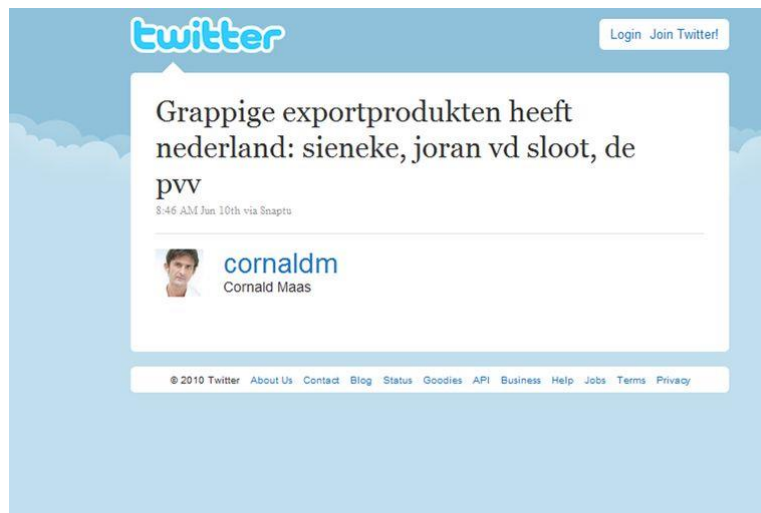 twitter
Login Join Twitter!
Grappige exportprodukten heeft
nederland: sieneke, joran vd sloot, de
pvv
8:46 AM Jun 10th via Snaptu
cornaldm
Cornald Maas
© 2010 Twitter About Us Contact Blog Status Goodies API Business Help Jobs Terms Privacy